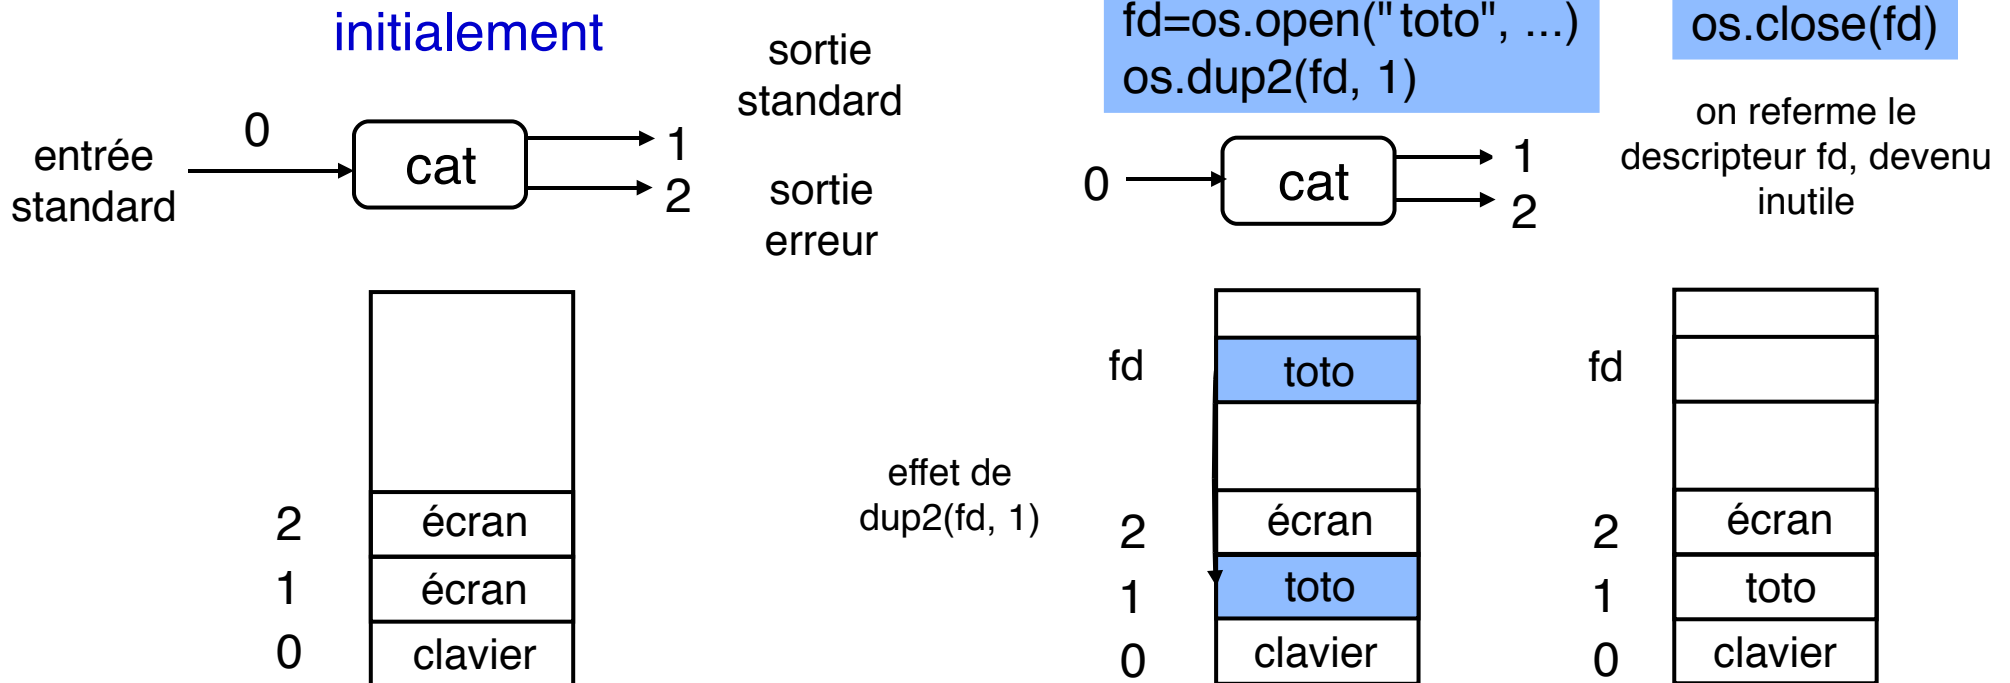 initialement
sortie
standard
entrée
standard
0
cat
1
2
sortie
erreur
2
écran
1
écran
0
clavier
fd=os.open("toto", ...)
os.dup2(fd, 1)
0
cat
1
2
effet de
dup2(fd, 1)
fd
toto
2
écran
1
toto
0
clavier
os.close(fd)
on referme le
descripteur fd, devenu
inutile
fd
2
écran
1
toto
0
clavier